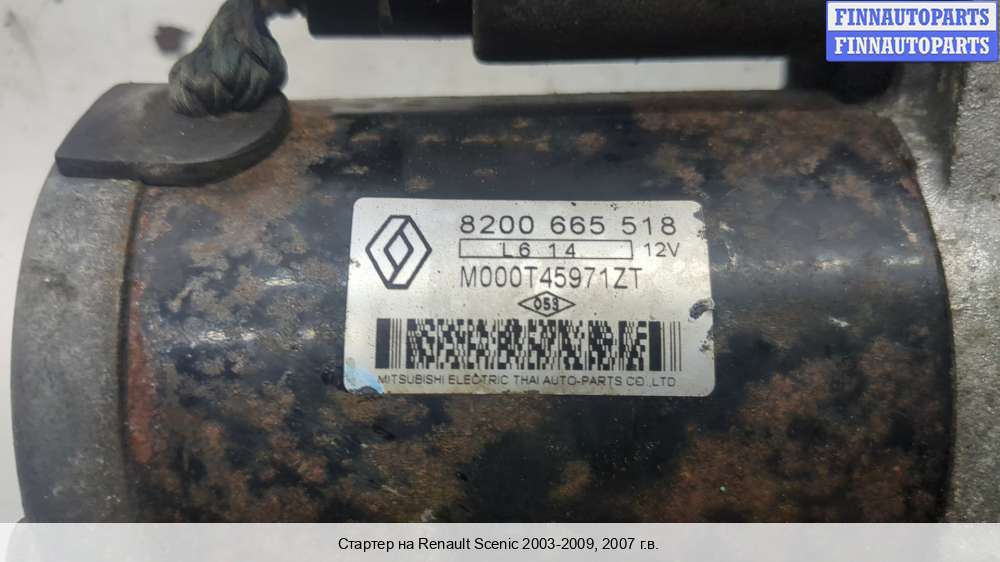 FINNAUTOPARTS
FINNAUTOPARTS
8200 665 518
L6 14 12V
M000T45971ZT
053
MITSUBISHI ELECTRIC THAI AUTO-PARTS CO.,LTD
Стартер на Renault Scenic 2003-2009, 2007 г.в.